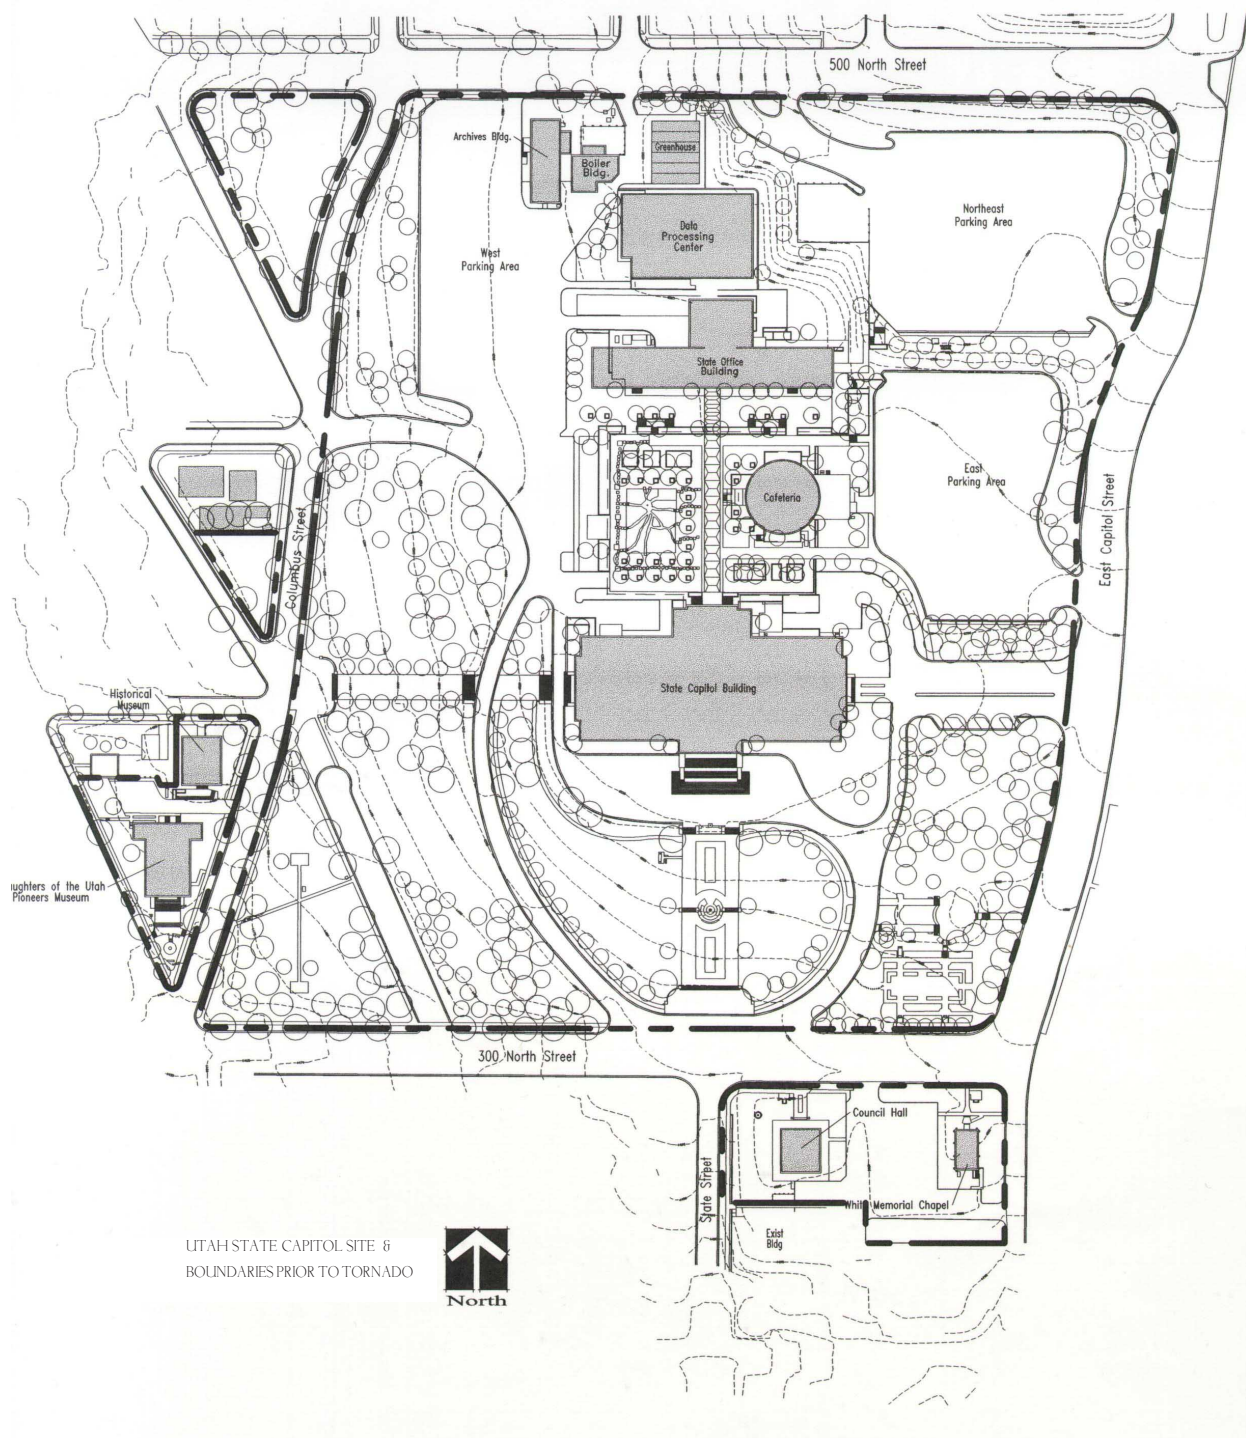 500 North Street
Archives Bldg.
Greenhouse
Boiler
Bldg.
Northeast
Parking Area
Data
Processing
Center
West
Parking Area
State Office
Building
East
Parking Area
Cafeteria
East Capitol Street
Columbus Street
State Capitol Building
Historical
Museum
ughters of the Utah
Pioneers Museum
300 North Street
Council Hall
State Street
Whit Memorial Chapel
Exist
Bldg
UTAH STATE CAPITOL SITE &
BOUNDARIES PRIOR TO TORNADO
North